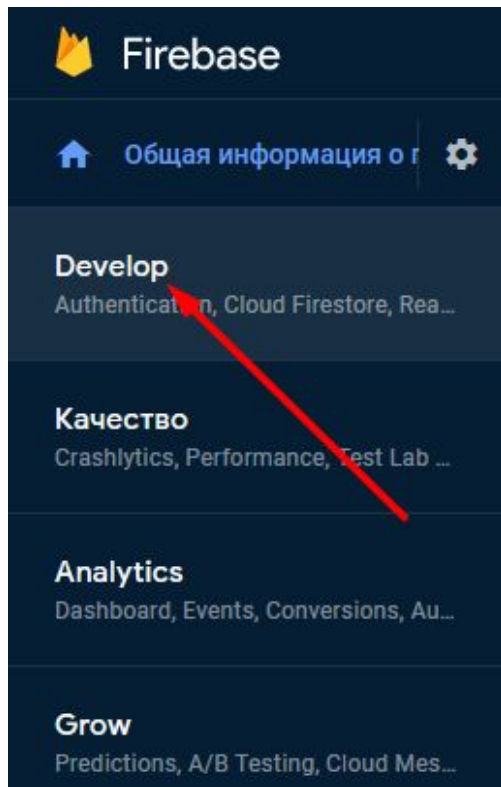 Firebase
Общая информация о г
Develop
Authentication, Cloud Firestore, Rea...
Качество
Crashlytics, Performance, Test Lab ...
Analytics
Dashboard, Events, Conversions, Au...
Grow
Predictions, A/B Testing, Cloud Mes...